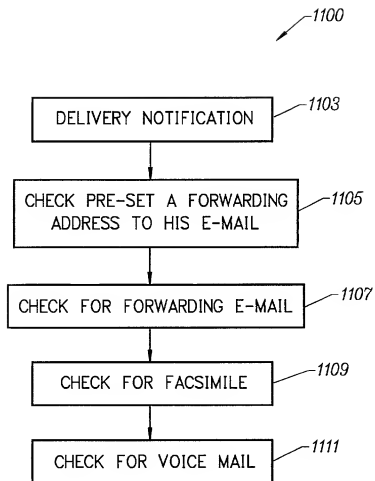 1100
DELIVERY NOTIFICATION
1103
CHECK PRE-SET A FORWARDING
ADDRESS TO HIS E-MAIL
1105
CHECK FOR FORWARDING E-MAIL
1107
CHECK FOR FACSIMILE
1109
CHECK FOR VOICE MAIL
1111